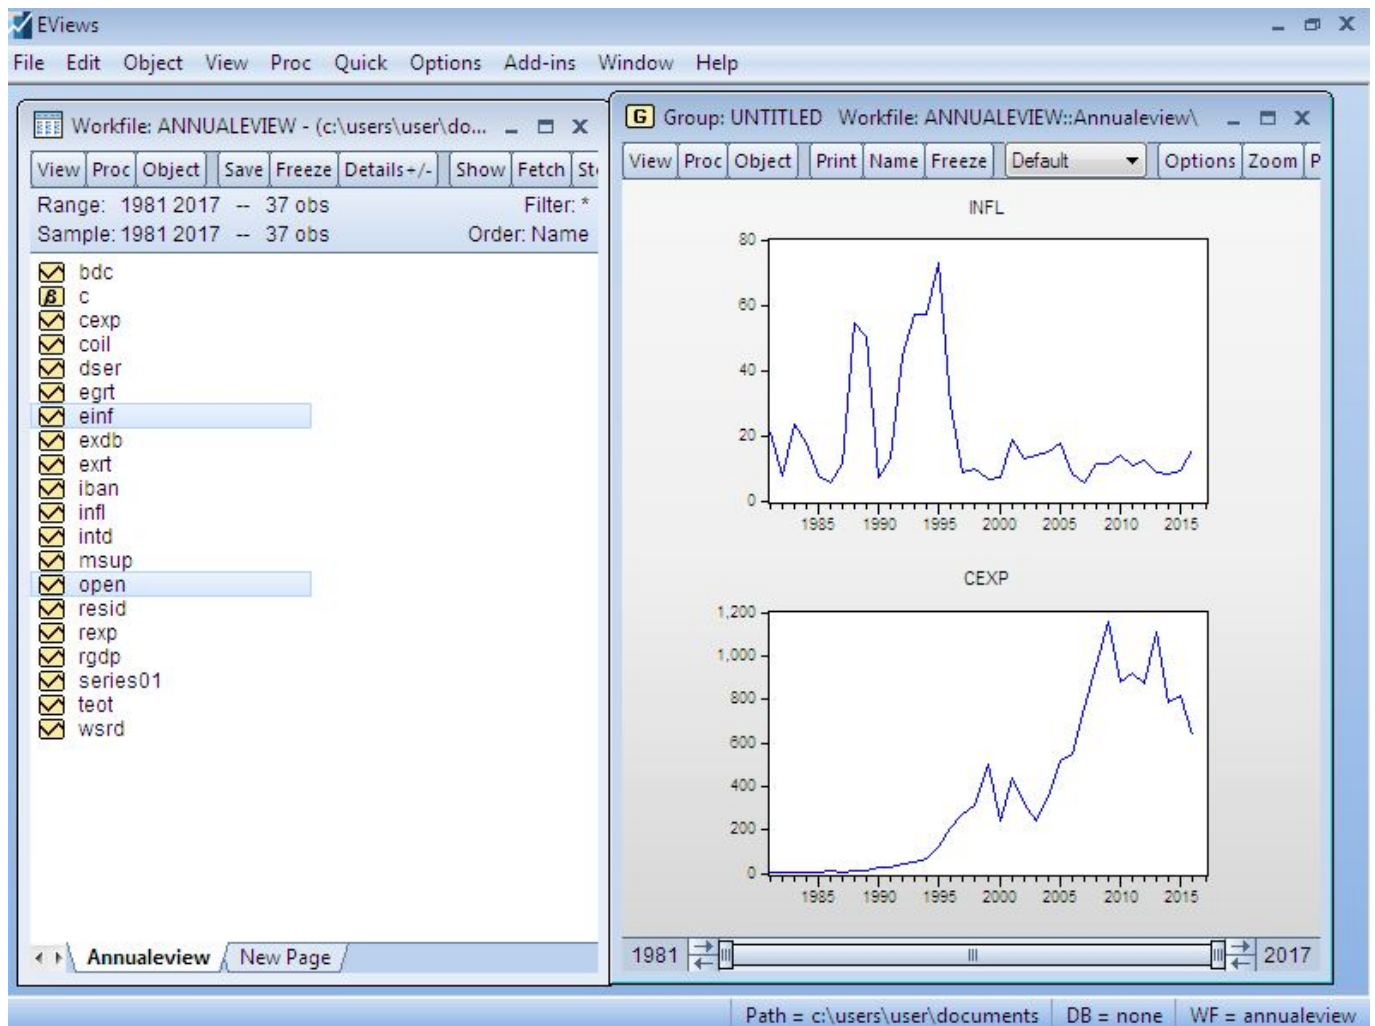 EViews
File Edit Object View Proc Quick Options Add-ins Window Help
Workfile: ANNUALEVIEW - (c:\users\user\do...
View Proc Object Save Freeze Details+/- Show Fetch St
Range: 1981 2017 -- 37 obs Filter: *
Sample: 1981 2017 -- 37 obs Order: Name
bdc
β c
cexp
coil
dser
egrt
einf
exdb
exrt
iban
infl
intd
msup
open
resid
rexp
rgdp
series01
teot
wsrd
Annualeview New Page
G Group: UNTITLED Workfile: ANNUALEVIEW::Annualeview\
View Proc Object Print Name Freeze Default Options Zoom P
INFL
80
60
40
20
0
1985 1990 1995 2000 2005 2010 2015
CEXP
1,200
1,000
800
600
400
200
0
1985 1990 1995 2000 2005 2010 2015
1981 2017
Path = c:\users\user\documents DB = none WF = annualeview